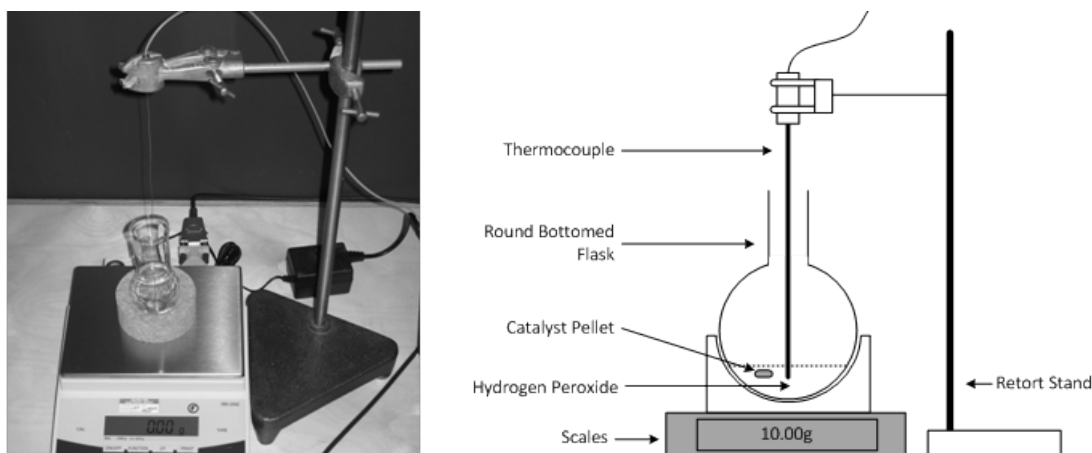 0.00 g
Thermocouple
Round Bottomed
Flask
Catalyst Pellet
Hydrogen Peroxide
Retort Stand
Scales
10.00g